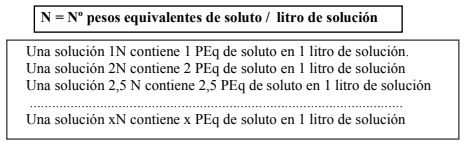 N = Nº pesos equivalentes de soluto / litro de solución
Una solución 1N contiene 1 PEq de soluto en 1 litro de solución.
Una solución 2N contiene 2 PEq de soluto en 1 litro de solución
Una solución 2,5 N contiene 2,5 PEq de soluto en 1 litro de solución
....................................................................................................
Una solución xN contiene x PEq de soluto en 1 litro de solución